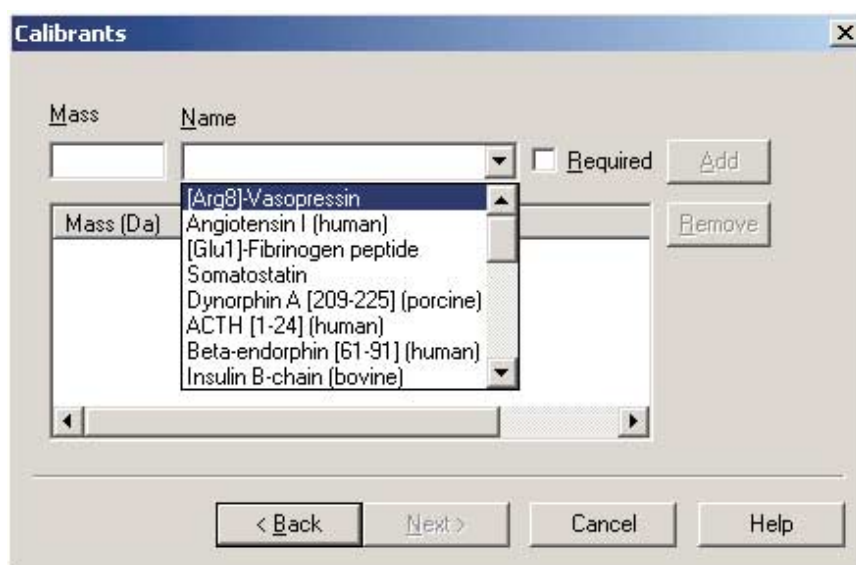 Calibrants
Mass Name
Required Add
[Arg8]-Vasopressin
Angiotensin I (human)
[Glu1]-Fibrinogen peptide
Somatostatin
Dynorphin A [209-225] (porcine)
ACTH [1-24] (human)
Beta-endorphin [61-91] (human)
Insulin B-chain (bovine)
Mass (Da)
Remove
< Back Next > Cancel Help